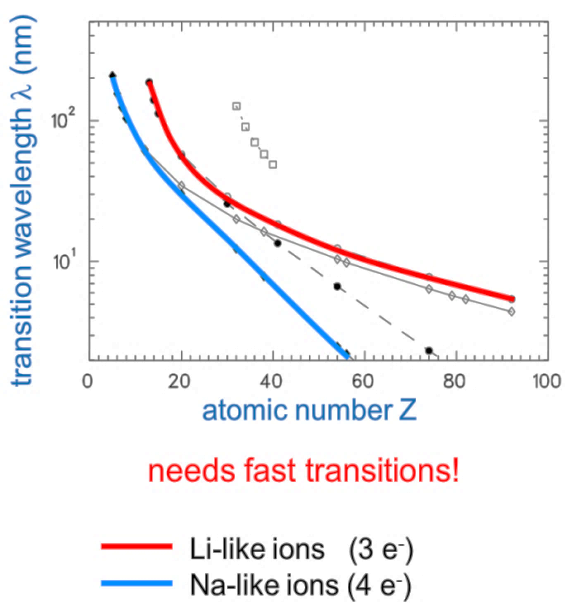 transition wavelength λ (nm)
10²
10¹
0
20
40
60
80
100
atomic number Z
needs fast transitions!
Li-like ions (3 e⁻)
Na-like ions (4 e⁻)